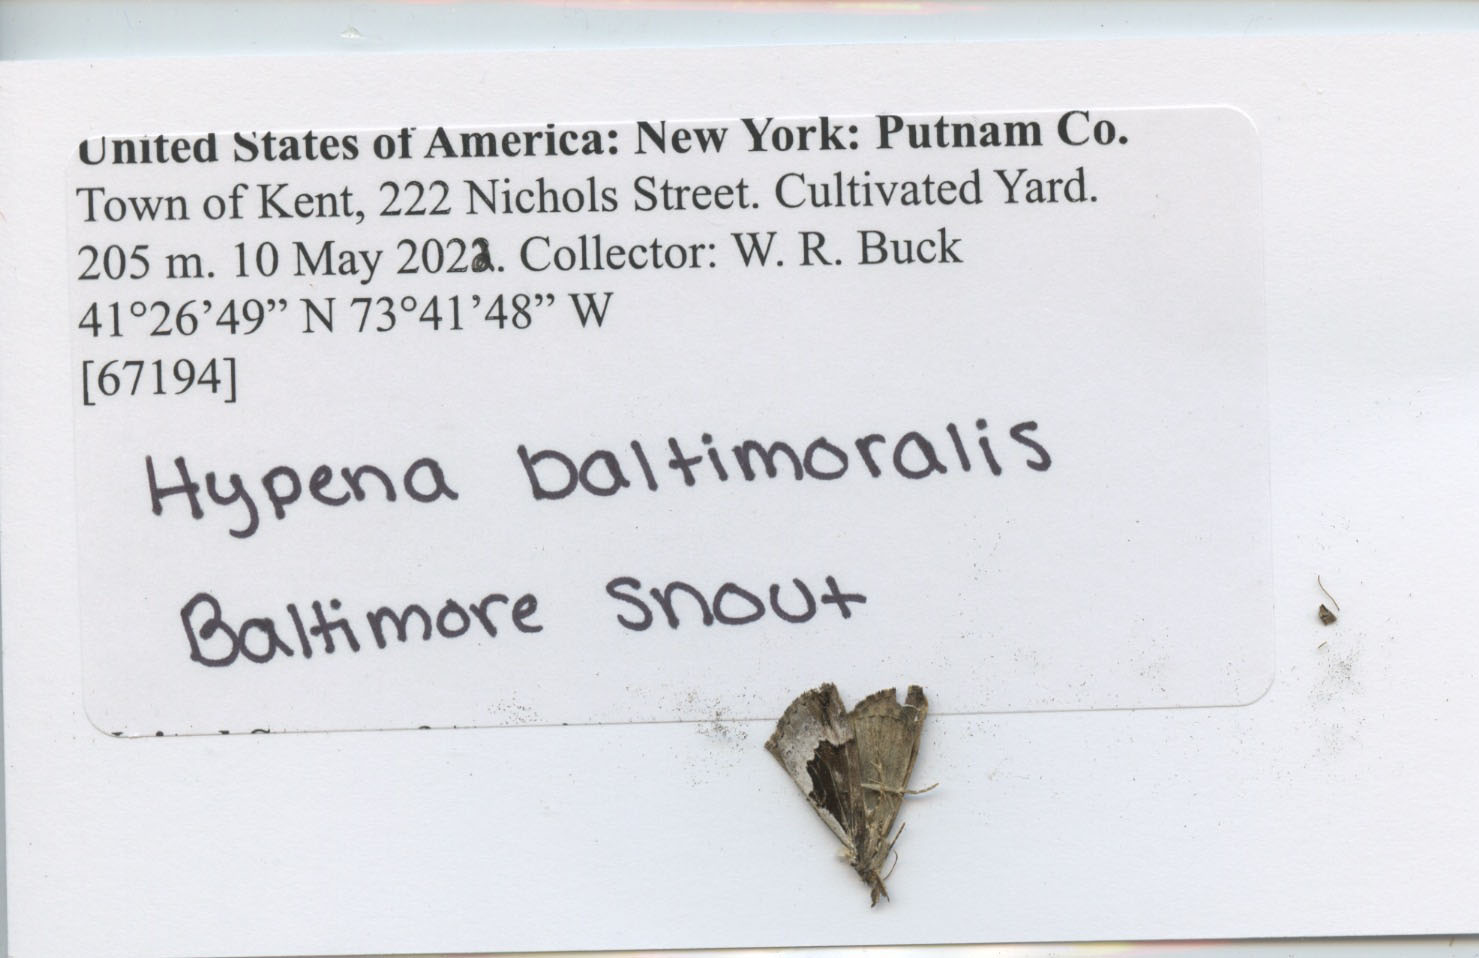 United States of America: New York: Putnam Co.
Town of Kent, 222 Nichols Street. Cultivated Yard.
205 m. 10 May 2022. Collector: W. R. Buck
41°26’49” N 73°41’48” W
[67194]
Hypena baltimoralis
Baltimore Snout